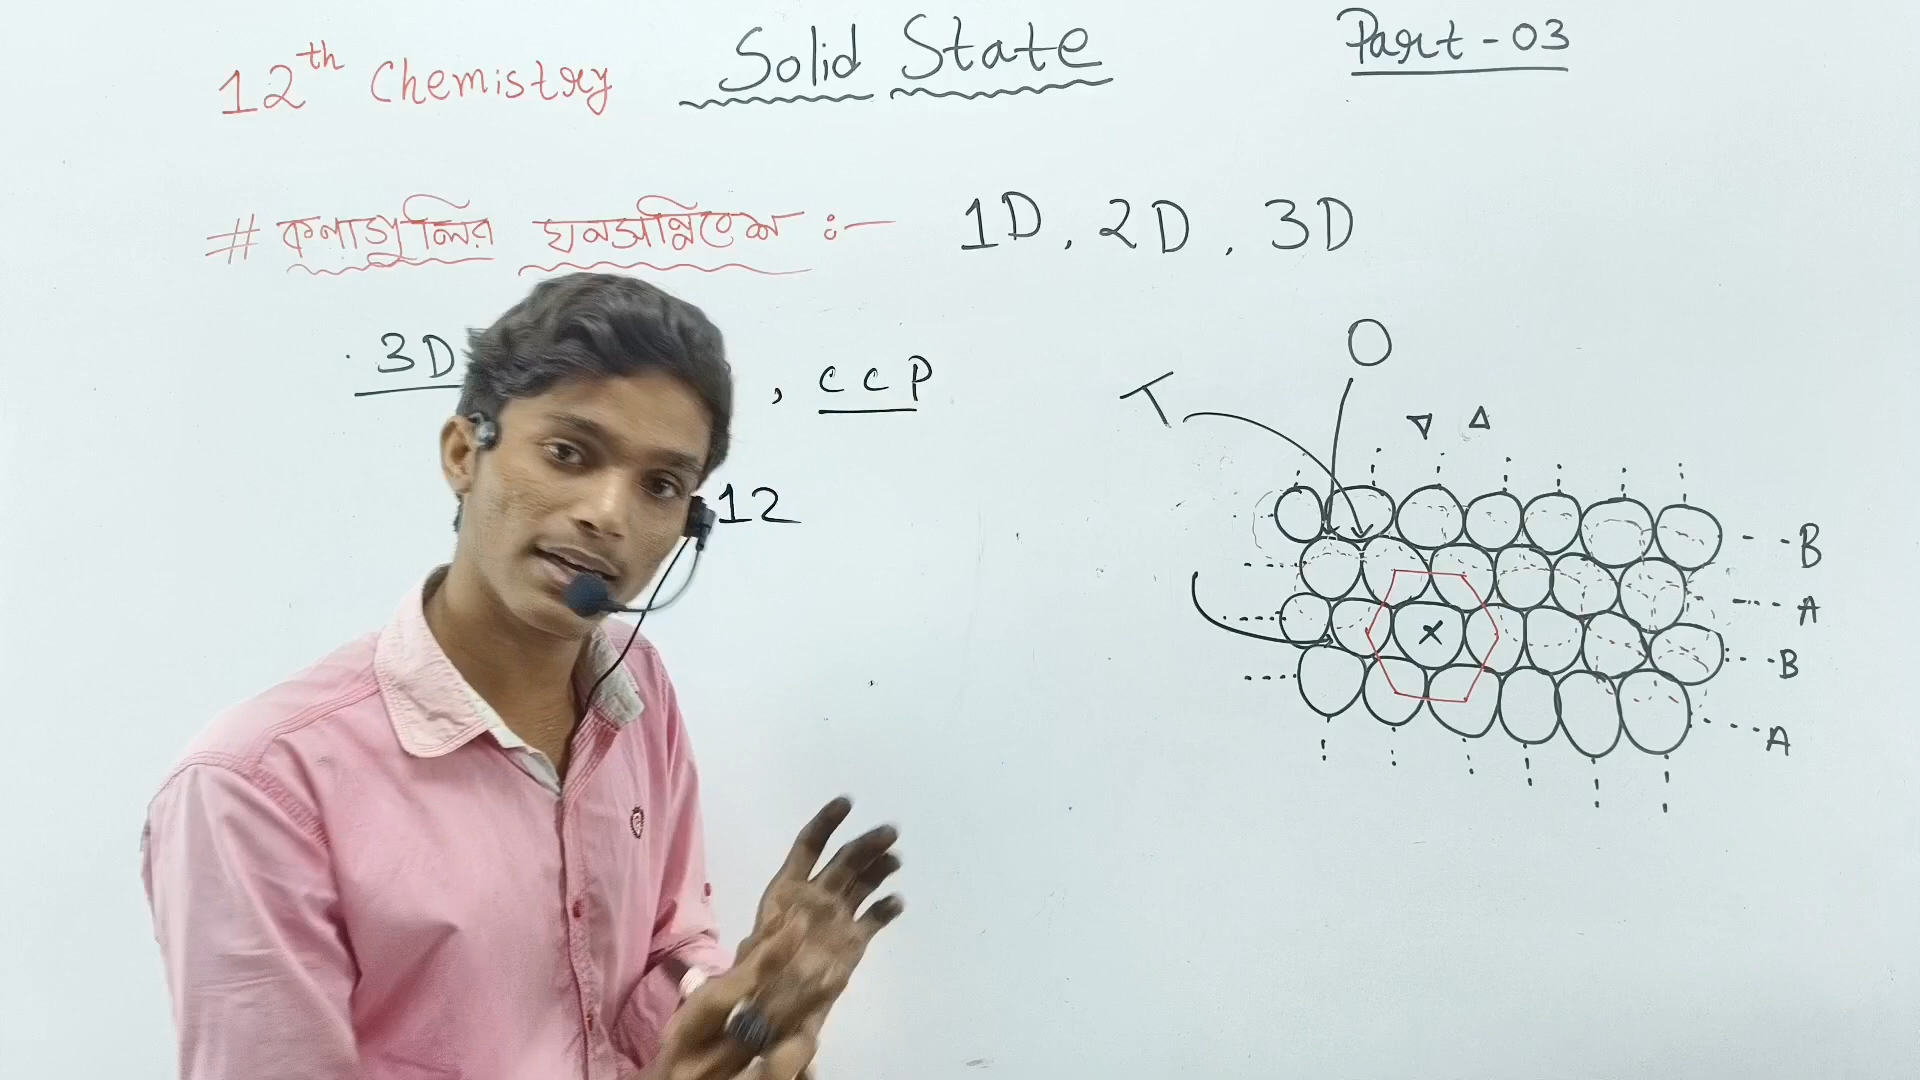 12th Chemistry Solid State Part-03
# কণাগুলির ঘনসন্নিবেশ :- 1D, 2D, 3D
3D , ccp
12
O
T
B
A
x
B
A